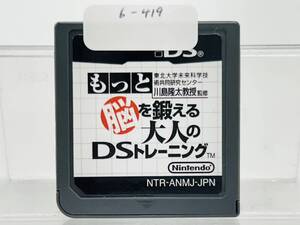 6-419
DS®
もっと
東北大学未来科学技
術共同研究センター
川島隆太教授監修
脳を鍛える
大人の
DSトレーニング™
Nintendo®
NTR-ANMJ-JPN